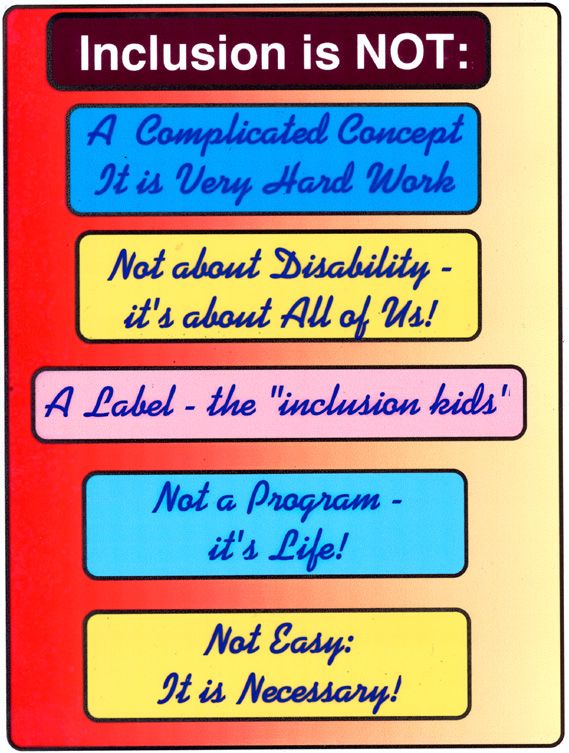 Inclusion is NOT:
A Complicated Concept
It is Very Hard Work
Not about Disability -
it's about All of Us!
A Label - the "inclusion kids"
Not a Program -
it's Life!
Not Easy:
It is Necessary!